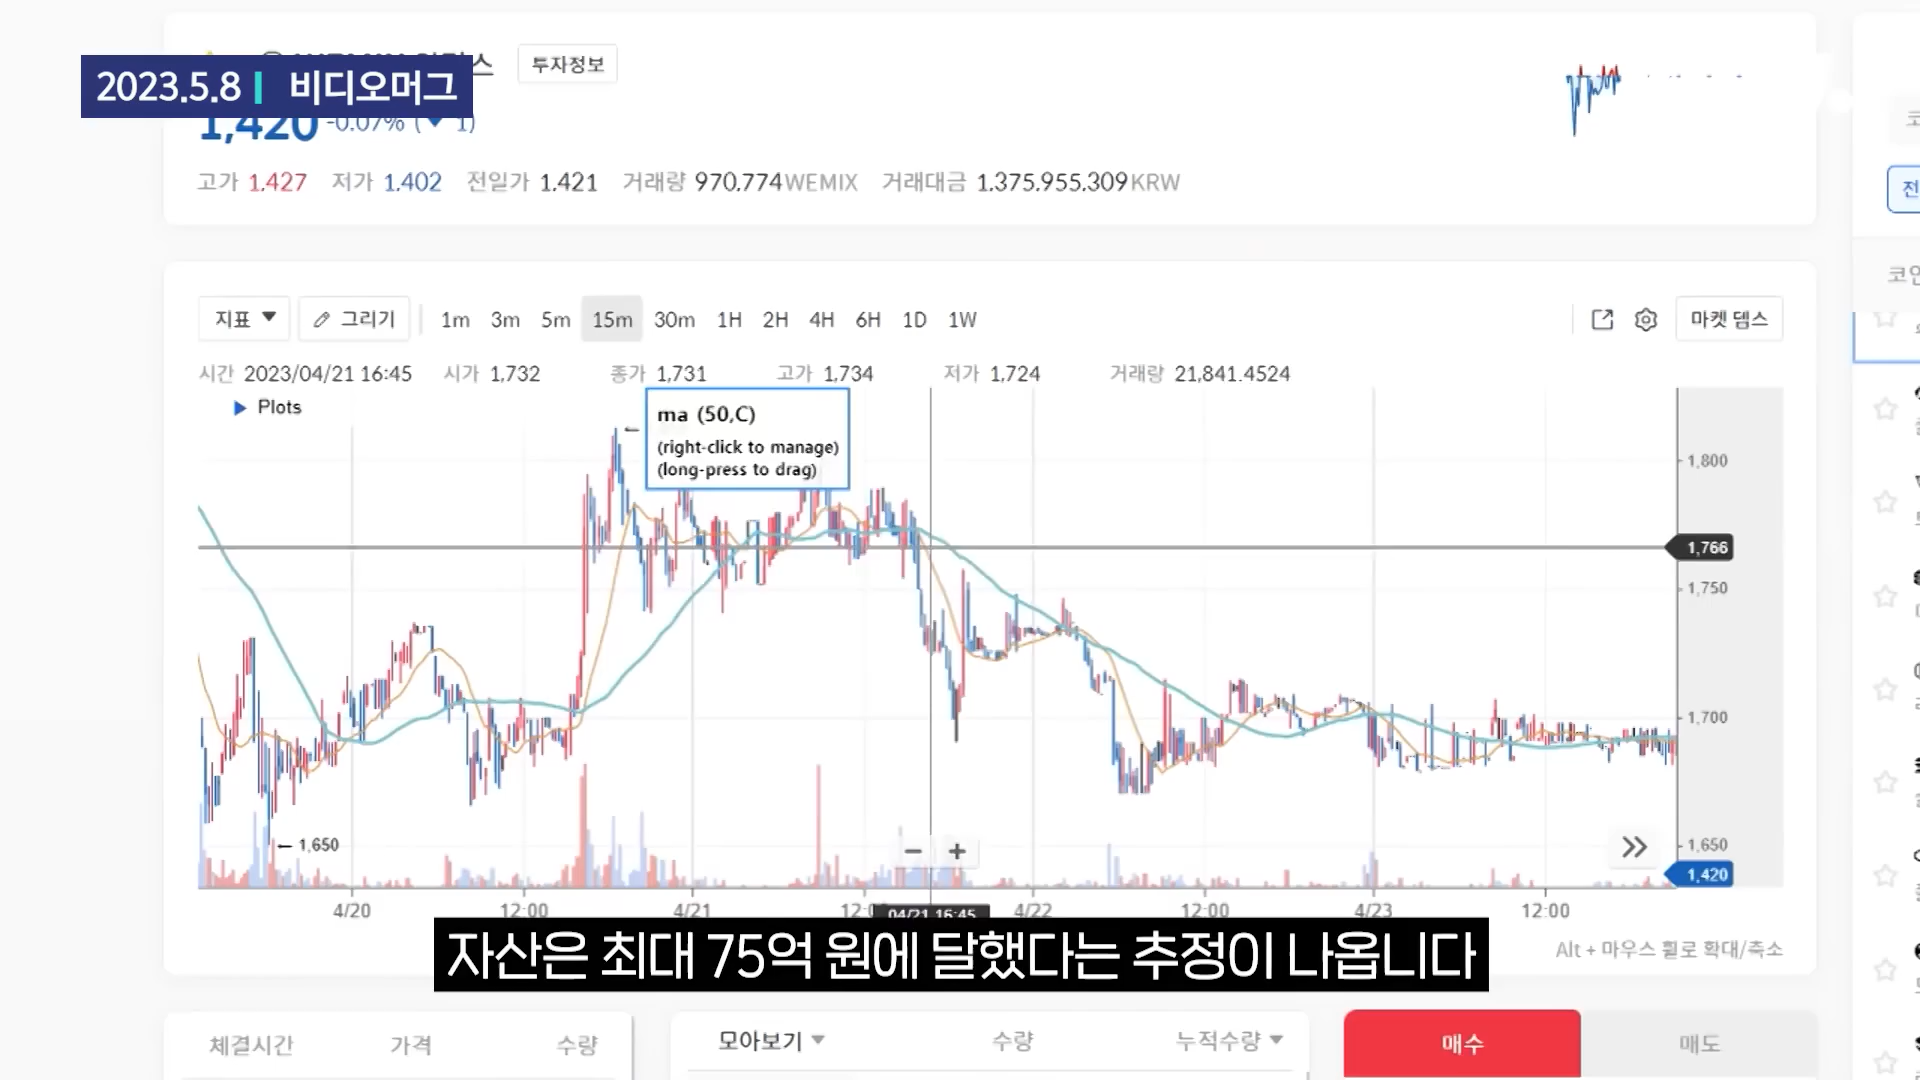 2023.5.8 | 비디오머그
투자정보
1,420 -0.07% (▼ 1)
고가 1.427 저가 1.402 전일가 1.421 거래량 970.774WEMIX 거래대금 1.375.955.309KRW
지표 ▼ 그리기 1m 3m 5m 15m 30m 1H 2H 4H 6H 1D 1W 마켓 뎁스
시간 2023/04/21 16:45 시가 1,732 종가 1,731 고가 1,734 저가 1,724 거래량 21,841.4524
▶ Plots
ma (50,C)
(right-click to manage)
(long-press to drag)
1,800
1,766
1,750
1,700
← 1,650
1,650
1,420
− +
4/20 12:00 4/21 04/21 16:45 4/22 12:00 4/23 12:00
Alt + 마우스 휠로 확대/축소
자산은 최대 75억 원에 달했다는 추정이 나옵니다
체결시간 가격 수량
모아보기 ▼ 수량 누적수량 ▼
매수 매도